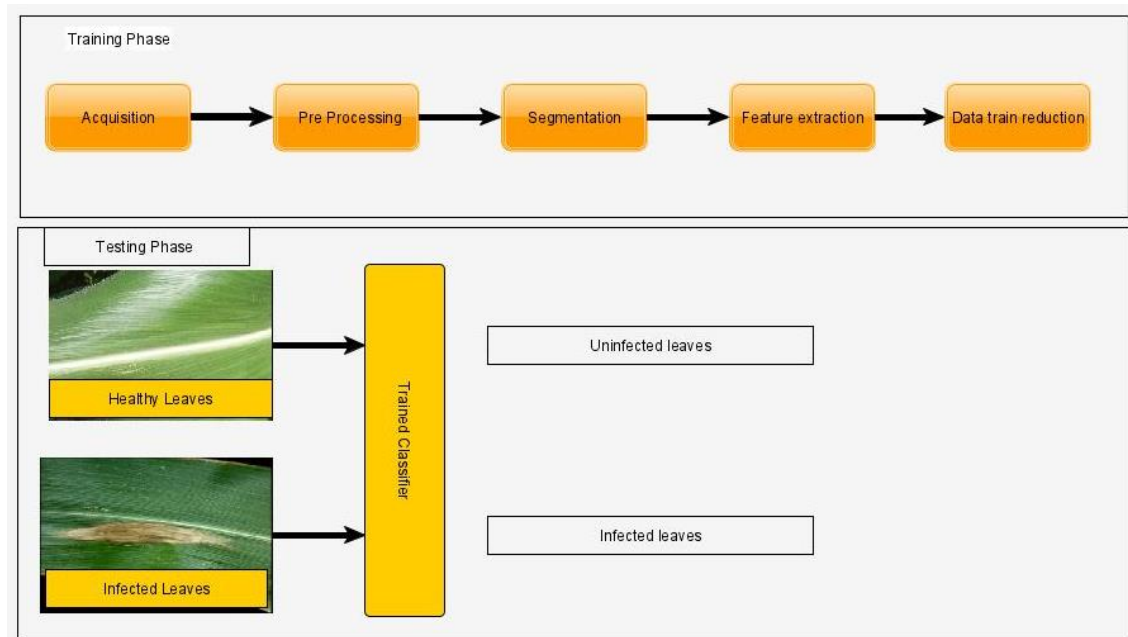 Training Phase
Acquisition
Pre Processing
Segmentation
Feature extraction
Data train reduction
Testing Phase
Healthy Leaves
Infected Leaves
Trained Classifier
Uninfected leaves
Infected leaves